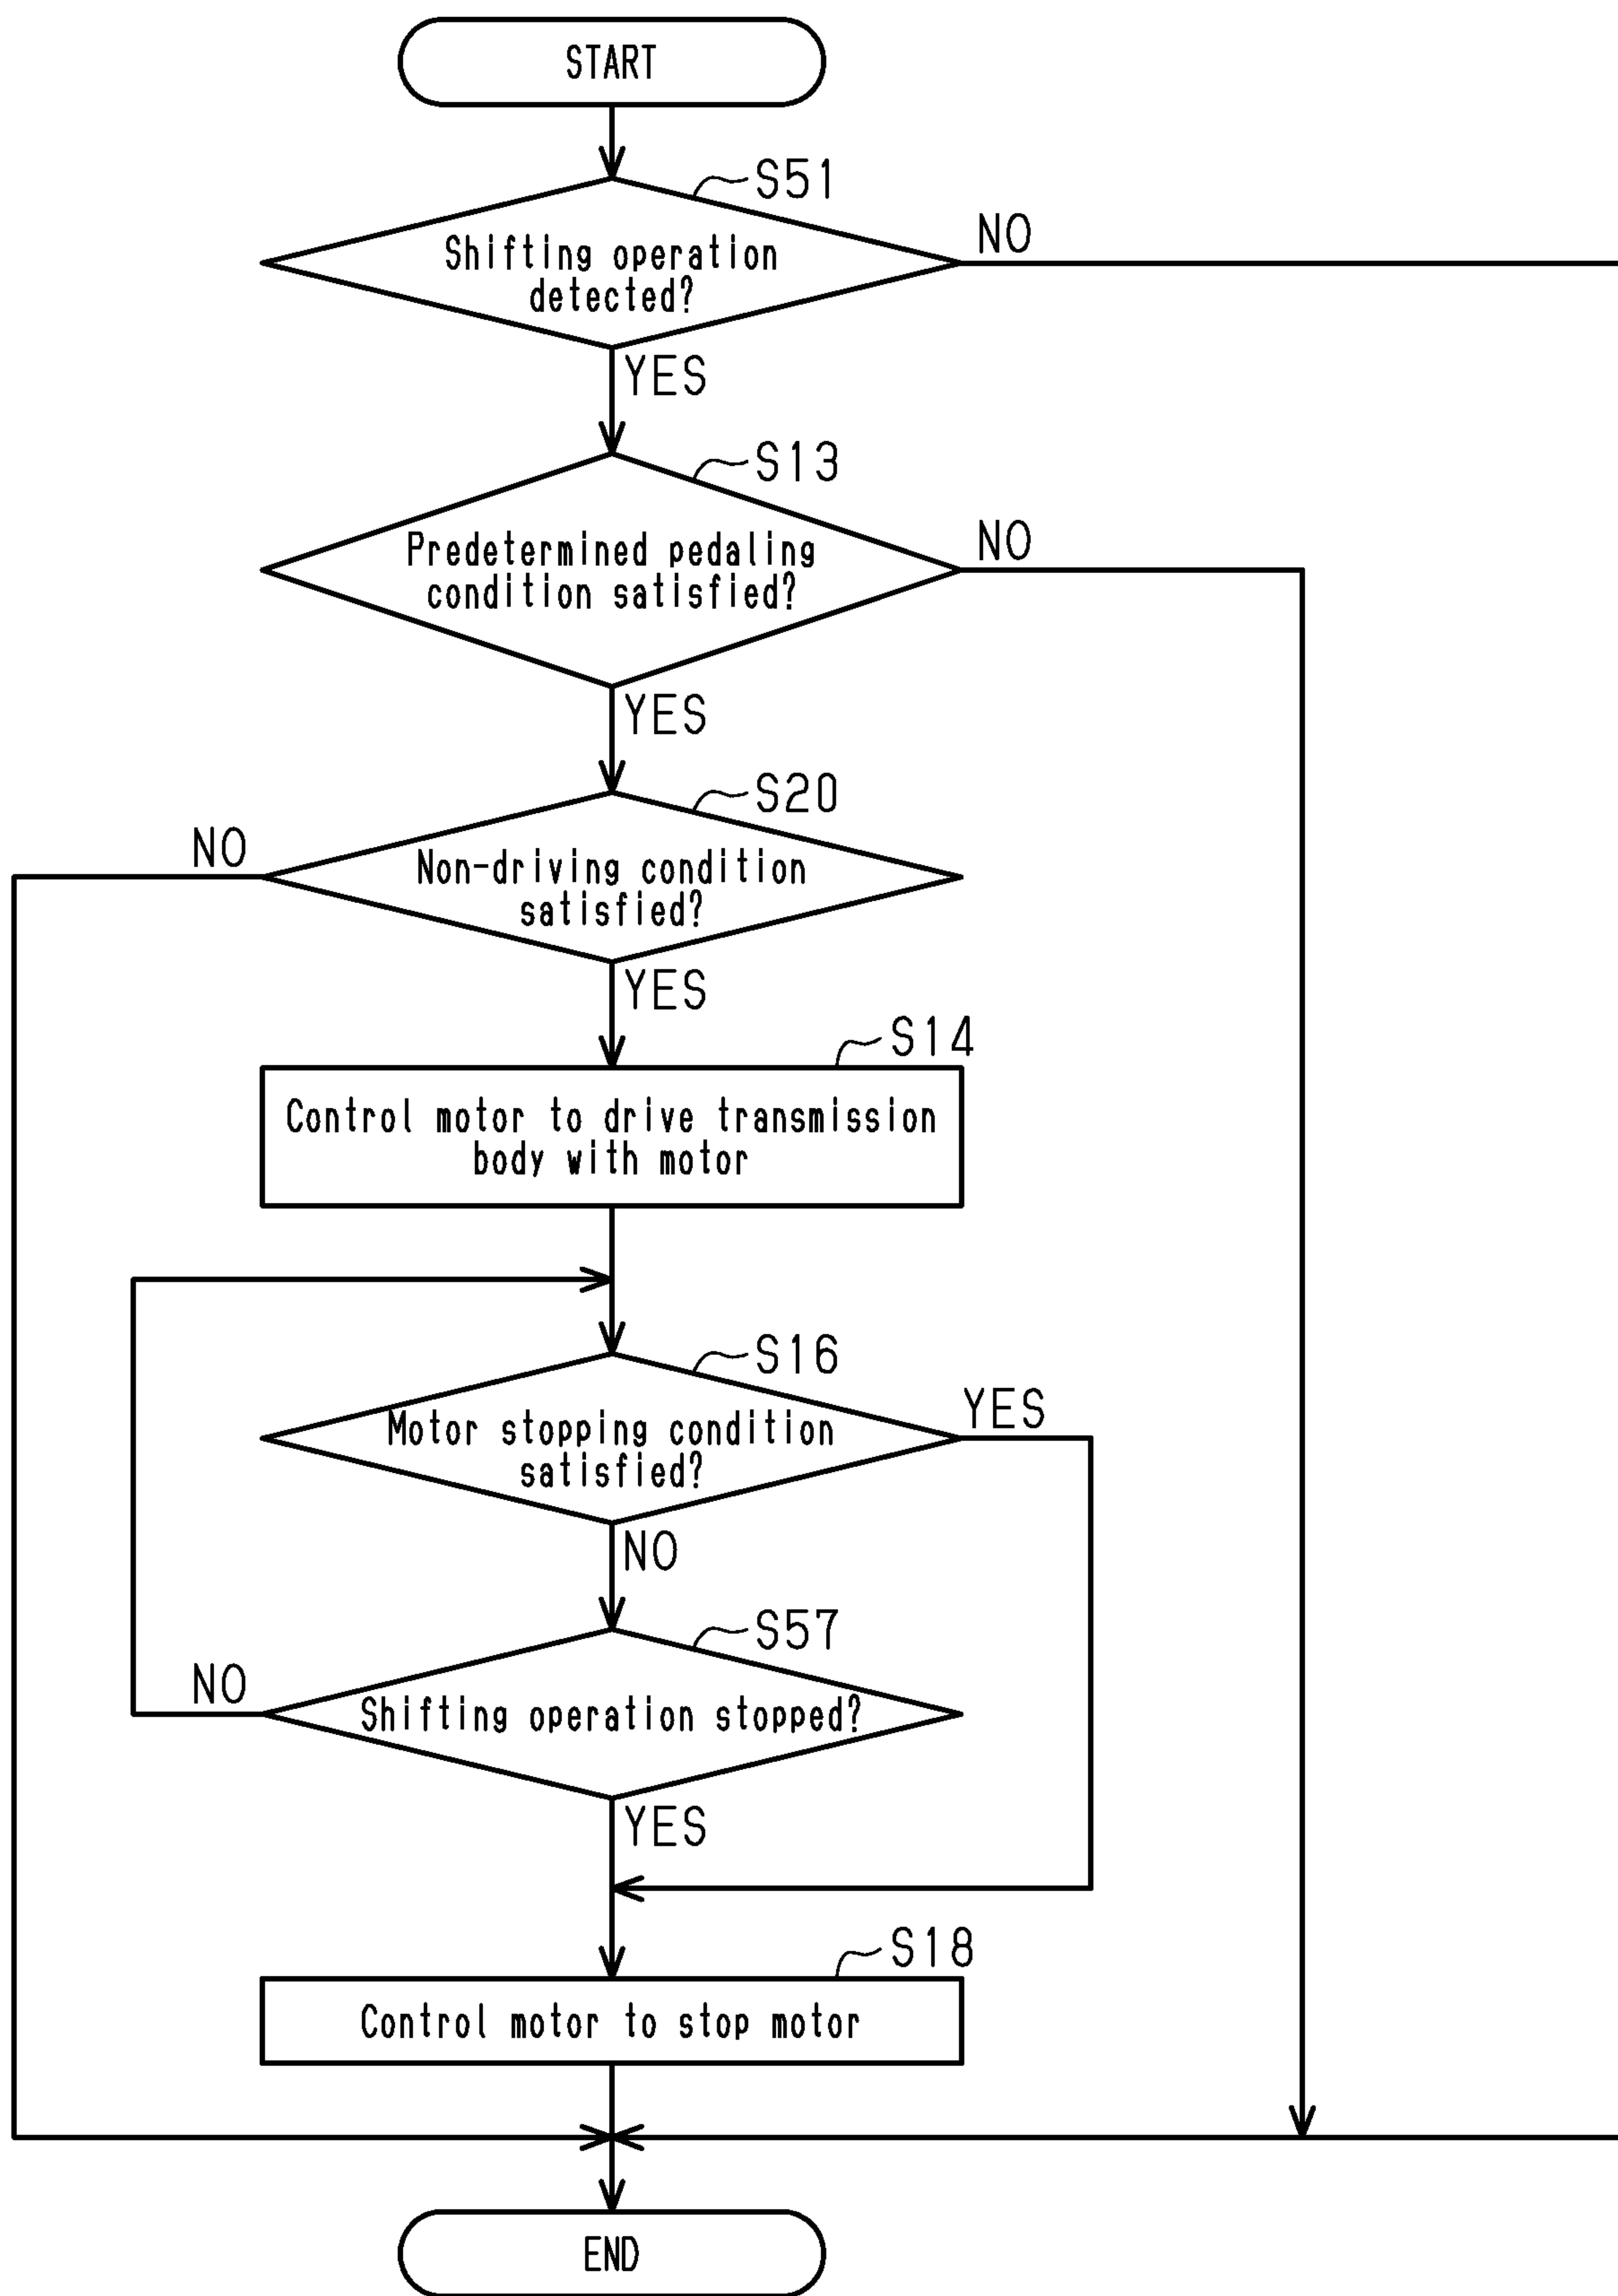 START
S51
NO
Shifting operation
detected?
YES
S13
NO
Predetermined pedaling
condition satisfied?
YES
S20
NO
Non-driving condition
satisfied?
YES
S14
Control motor to drive transmission
body with motor
S16
YES
Motor stopping condition
satisfied?
NO
S57
NO
Shifting operation stopped?
YES
S18
Control motor to stop motor
END